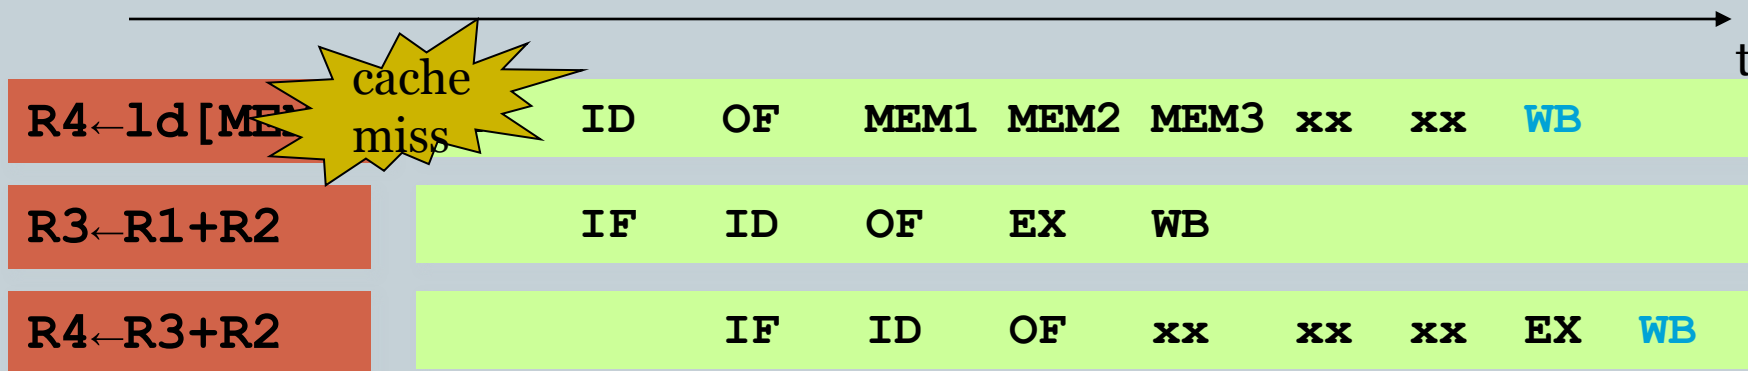 t
cache
miss
R4←ld[ME ID OF MEM1 MEM2 MEM3 xx xx WB
R3←R1+R2 IF ID OF EX WB
R4←R3+R2 IF ID OF xx xx xx EX WB